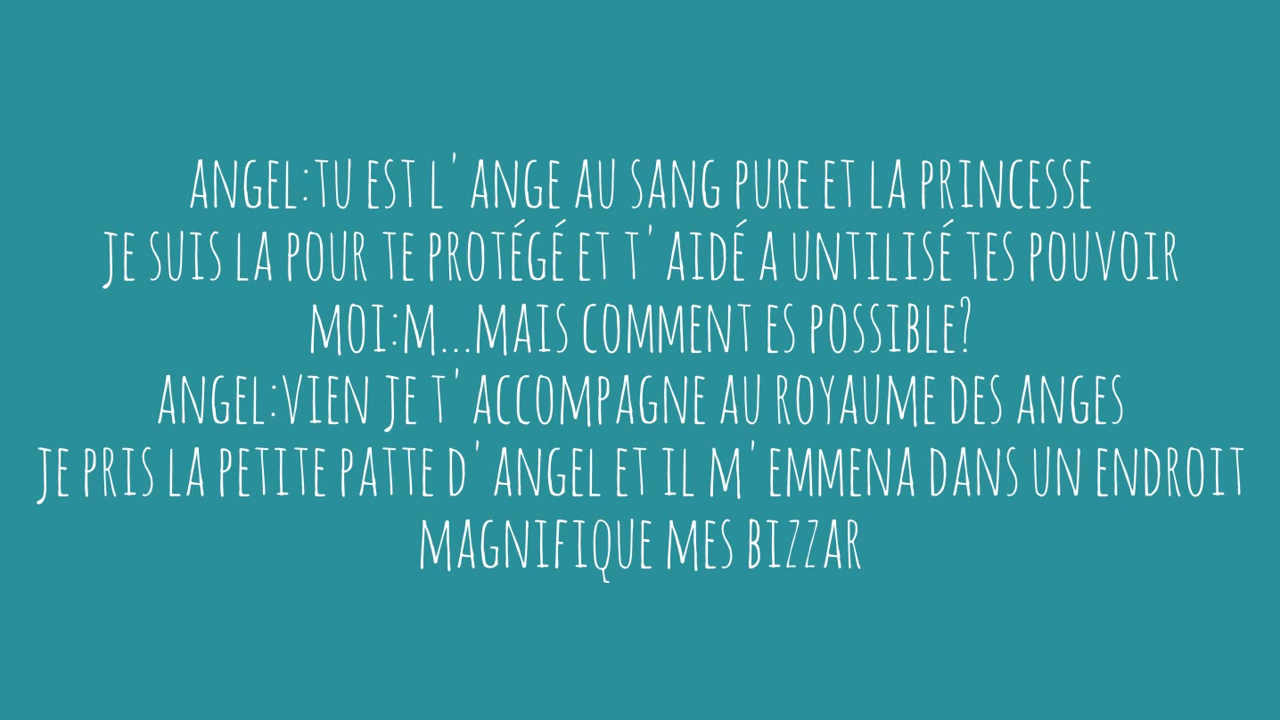 ANGEL:TU EST L'ANGE AU SANG PURE ET LA PRINCESSE
JE SUIS LA POUR TE PROTÉGÉ ET T'AIDÉ A UNTILISÉ TES POUVOIR
MOI:M...MAIS COMMENT ES POSSIBLE?
ANGEL:VIEN JE T'ACCOMPAGNE AU ROYAUME DES ANGES
JE PRIS LA PETITE PATTE D'ANGEL ET IL M'EMMENA DANS UN ENDROIT
MAGNIFIQUE MES BIZZAR